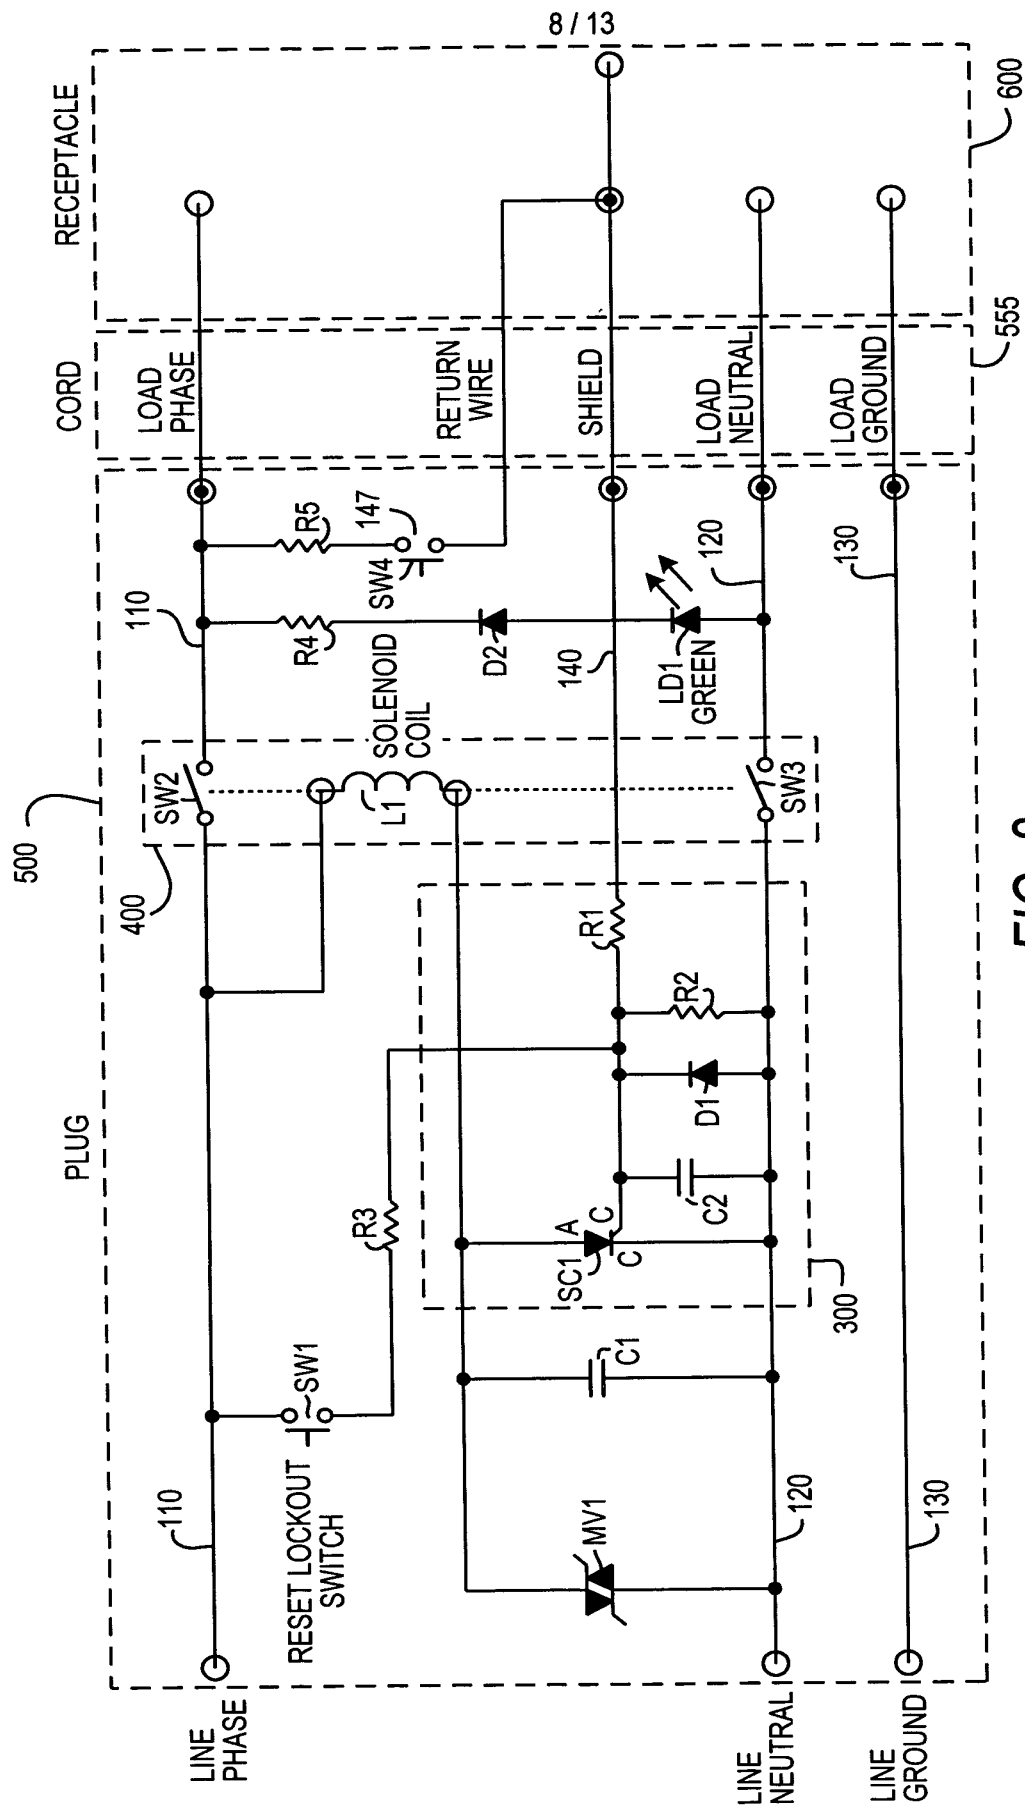 8 / 13
RECEPTACLE
600
CORD
555
LOAD
PHASE
RETURN
WIRE
SHIELD
LOAD
NEUTRAL
LOAD
GROUND
PLUG
500
400
110
R5
147
SW4
R4
D2
140
LD1
GREEN
120
130
SW2
SOLENOID
COIL
L1
SW3
R1
R2
D1
C2
R3
A
C
C
SC1
300
C1
SW1
RESET LOCKOUT
SWITCH
MV1
110
120
130
LINE
PHASE
LINE
NEUTRAL
LINE
GROUND